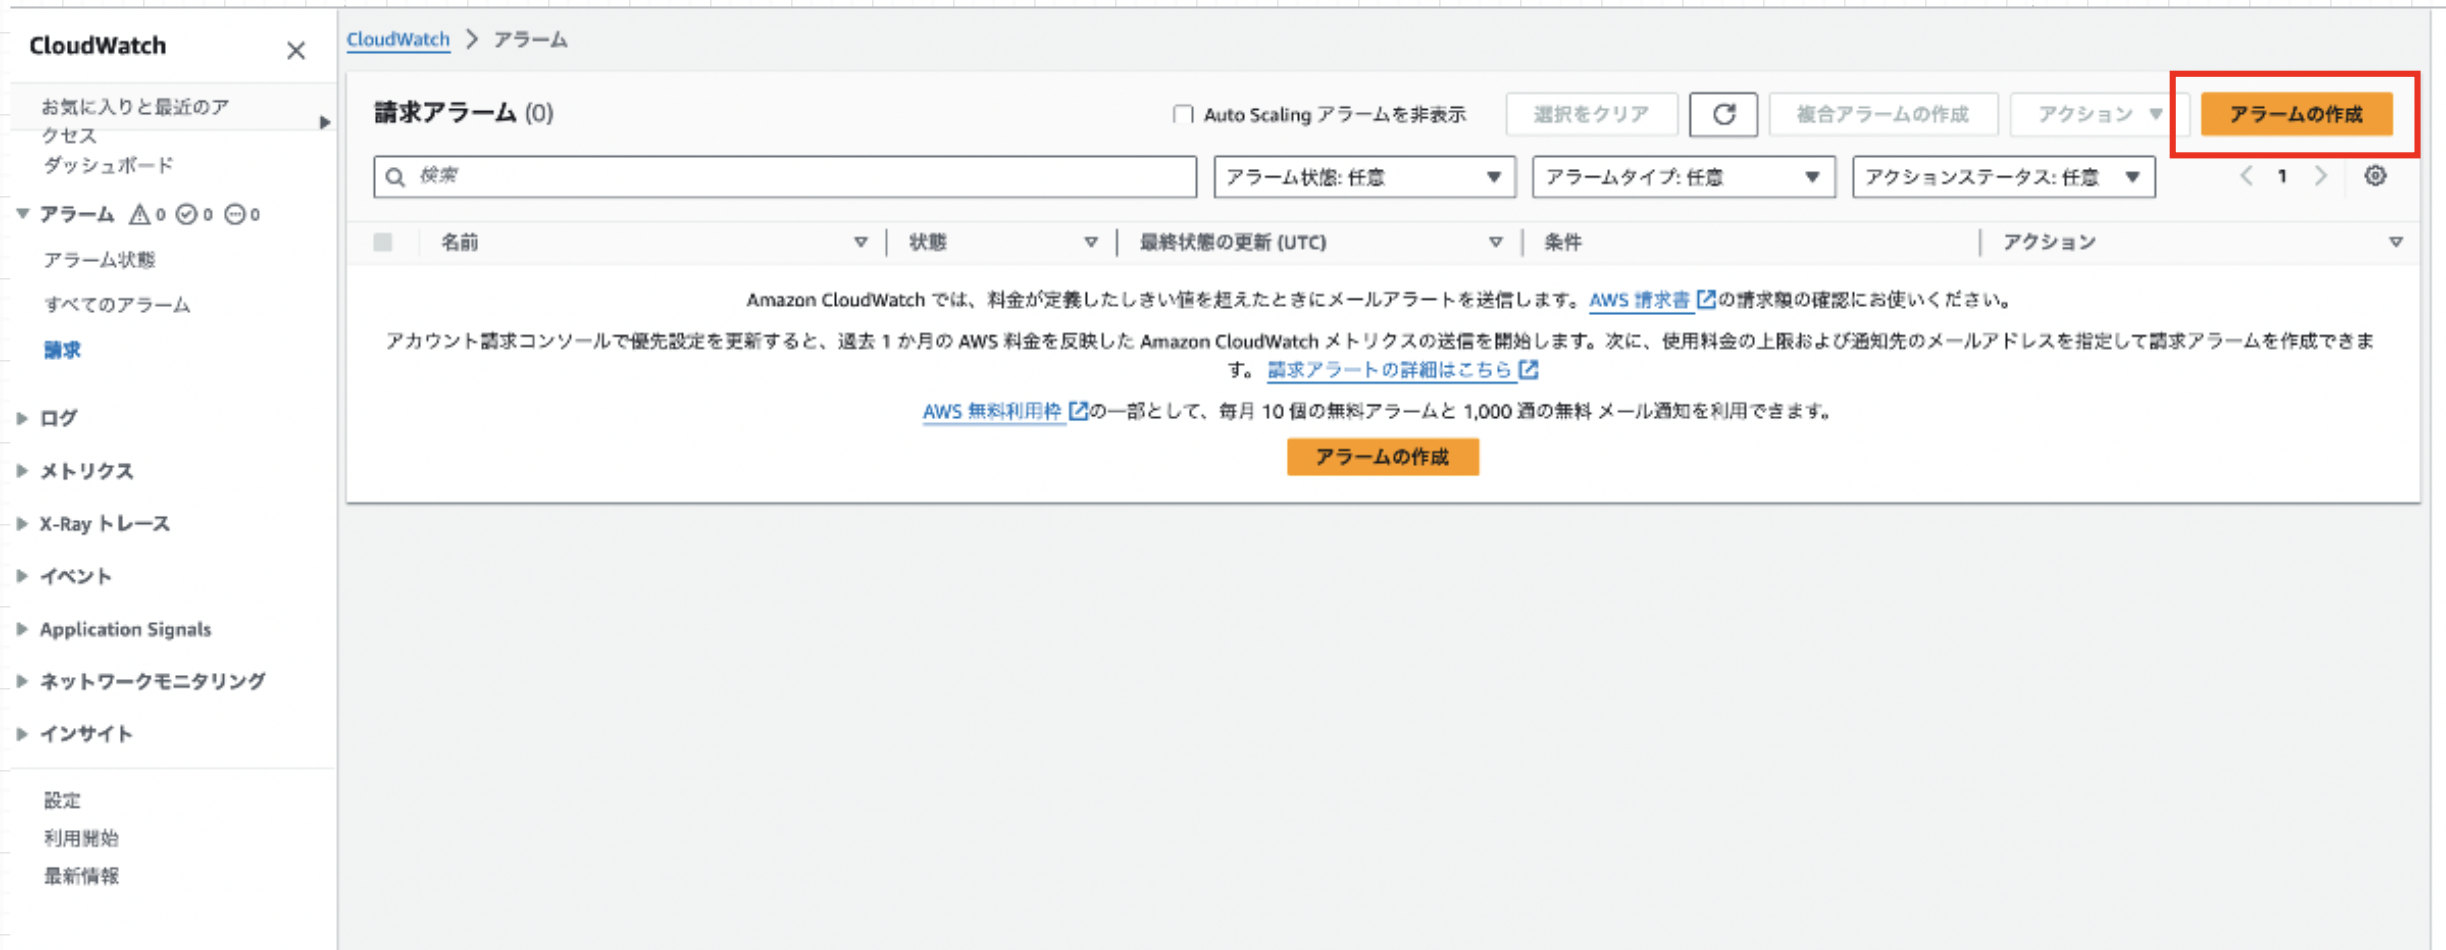 CloudWatch
お気に入りと最近のア
クセス
ダッシュボード
アラーム 0 0 0
アラーム状態
すべてのアラーム
請求
ログ
メトリクス
X-Ray トレース
イベント
Application Signals
ネットワークモニタリング
インサイト
設定
利用開始
最新情報
CloudWatch > アラーム
請求アラーム (0)
Auto Scaling アラームを非表示
選択をクリア
複合アラームの作成
アクション
アラームの作成
検索
アラーム状態: 任意
アラームタイプ: 任意
アクションステータス: 任意
< 1 >
名前 状態 最終状態の更新 (UTC) 条件 アクション
Amazon CloudWatch では、料金が定義したしきい値を超えたときにメールアラートを送信します。AWS 請求書の請求額の確認にお使いください。
アカウント請求コンソールで優先設定を更新すると、過去 1 か月の AWS 料金を反映した Amazon CloudWatch メトリクスの送信を開始します。次に、使用料金の上限および通知先のメールアドレスを指定して請求アラームを作成できま
す。 請求アラートの詳細はこちら
AWS 無料利用枠の一部として、毎月 10 個の無料アラームと 1,000 通の無料 メール通知を利用できます。
アラームの作成